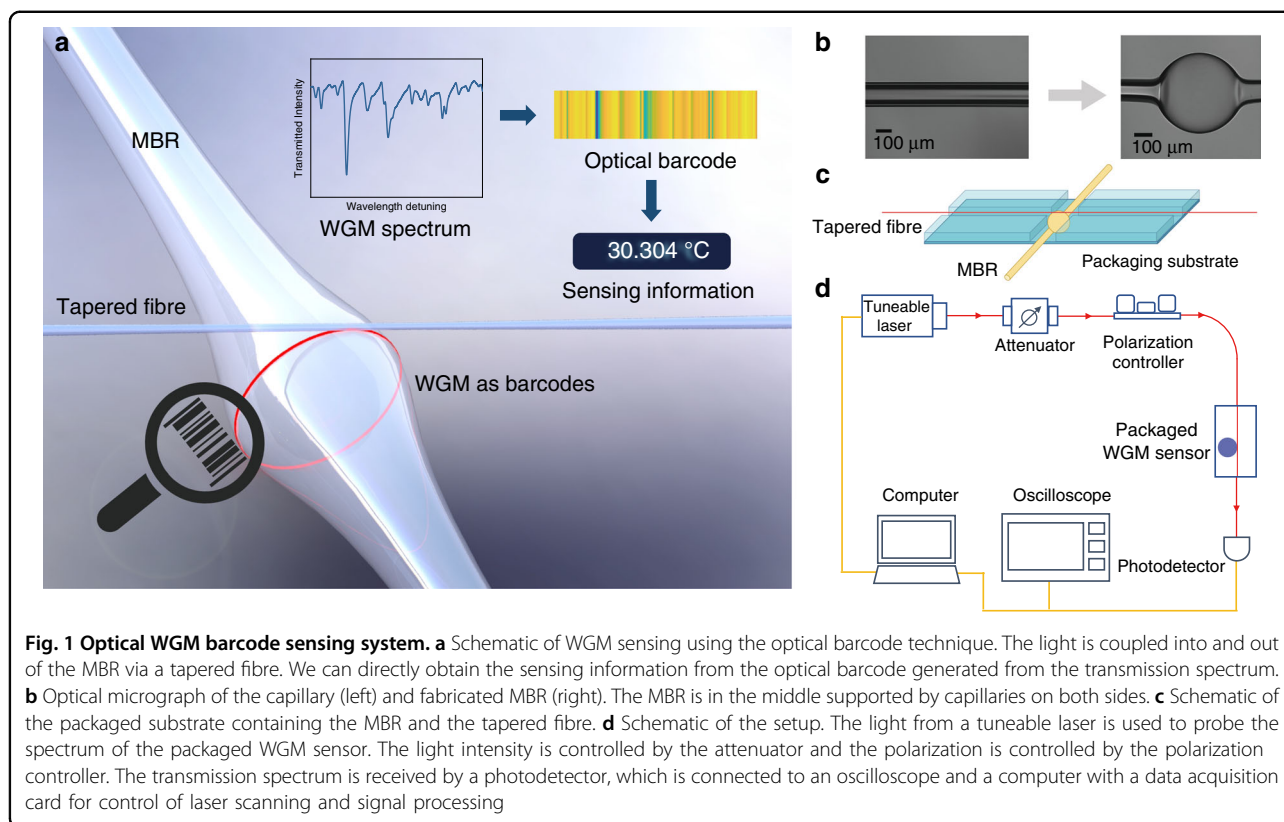 a
Transmitted Intensity
Wavelength detuning
WGM spectrum
Optical barcode
30.304 °C
Sensing information
MBR
Tapered fibre
WGM as barcodes
b
100 μm
100 μm
c
Tapered fibre
MBR
Packaging substrate
d
Tuneable
laser
Attenuator
Polarization
controller
Packaged
WGM sensor
Computer
Oscilloscope
Photodetector
Fig. 1 Optical WGM barcode sensing system. a Schematic of WGM sensing using the optical barcode technique. The light is coupled into and out
of the MBR via a tapered fibre. We can directly obtain the sensing information from the optical barcode generated from the transmission spectrum.
b Optical micrograph of the capillary (left) and fabricated MBR (right). The MBR is in the middle supported by capillaries on both sides. c Schematic of
the packaged substrate containing the MBR and the tapered fibre. d Schematic of the setup. The light from a tuneable laser is used to probe the
spectrum of the packaged WGM sensor. The light intensity is controlled by the attenuator and the polarization is controlled by the polarization
controller. The transmission spectrum is received by a photodetector, which is connected to an oscilloscope and a computer with a data acquisition
card for control of laser scanning and signal processing